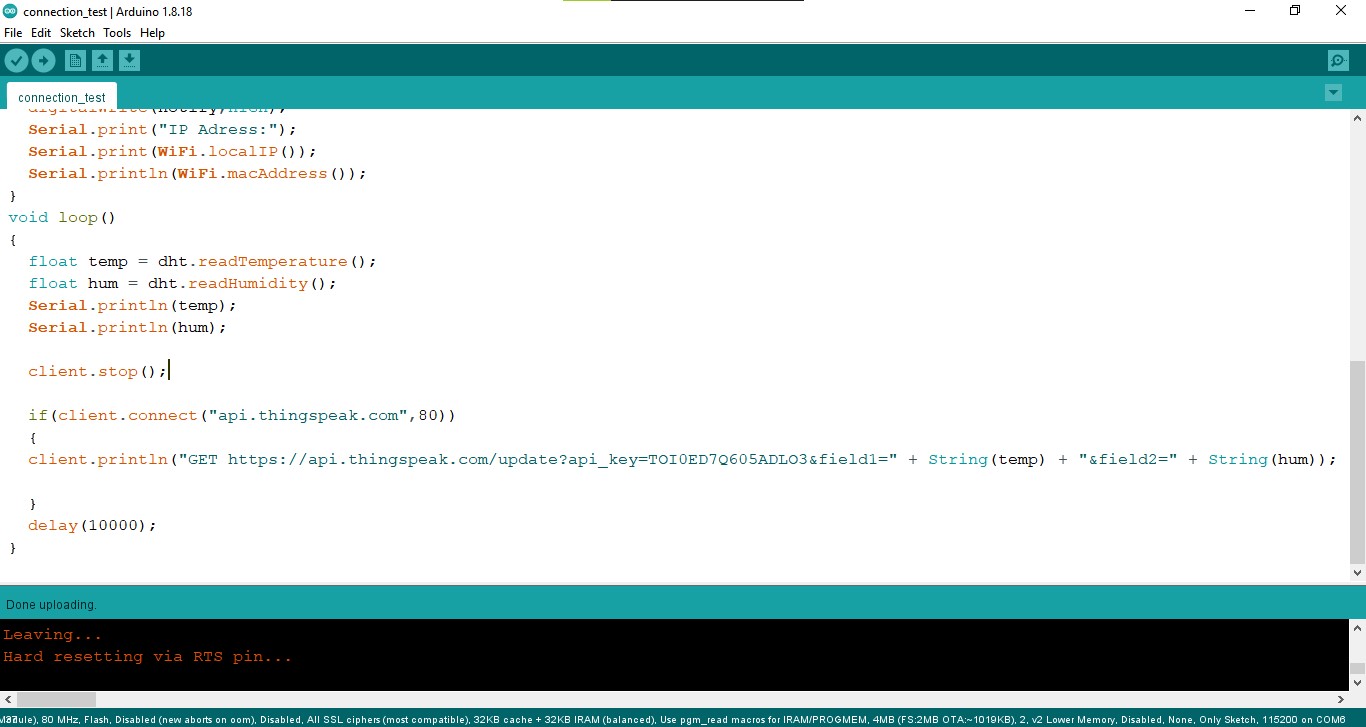 connection_test | Arduino 1.8.18
File Edit Sketch Tools Help
connection_test
digitalWrite(notify,HIGH);
Serial.print("IP Adress:");
Serial.print(WiFi.localIP());
Serial.println(WiFi.macAddress());
}
void loop()
{
float temp = dht.readTemperature();
float hum = dht.readHumidity();
Serial.println(temp);
Serial.println(hum);
client.stop();
if(client.connect("api.thingspeak.com",80))
{
client.println("GET https://api.thingspeak.com/update?api_key=TOI0ED7Q605ADLO3&field1=" + String(temp) + "&field2=" + String(hum));
}
delay(10000);
}
Done uploading.
Leaving...
Hard resetting via RTS pin...
80 MHz, Flash, Disabled (new aborts on oom), Disabled, All SSL ciphers (most compatible), 32KB cache + 32KB IRAM (balanced), Use pgm_read macros for IRAM/PROGMEM, 4MB (FS:2MB OTA:~1019KB), 2, v2 Lower Memory, Disabled, None, Only Sketch, 115200 on COM6